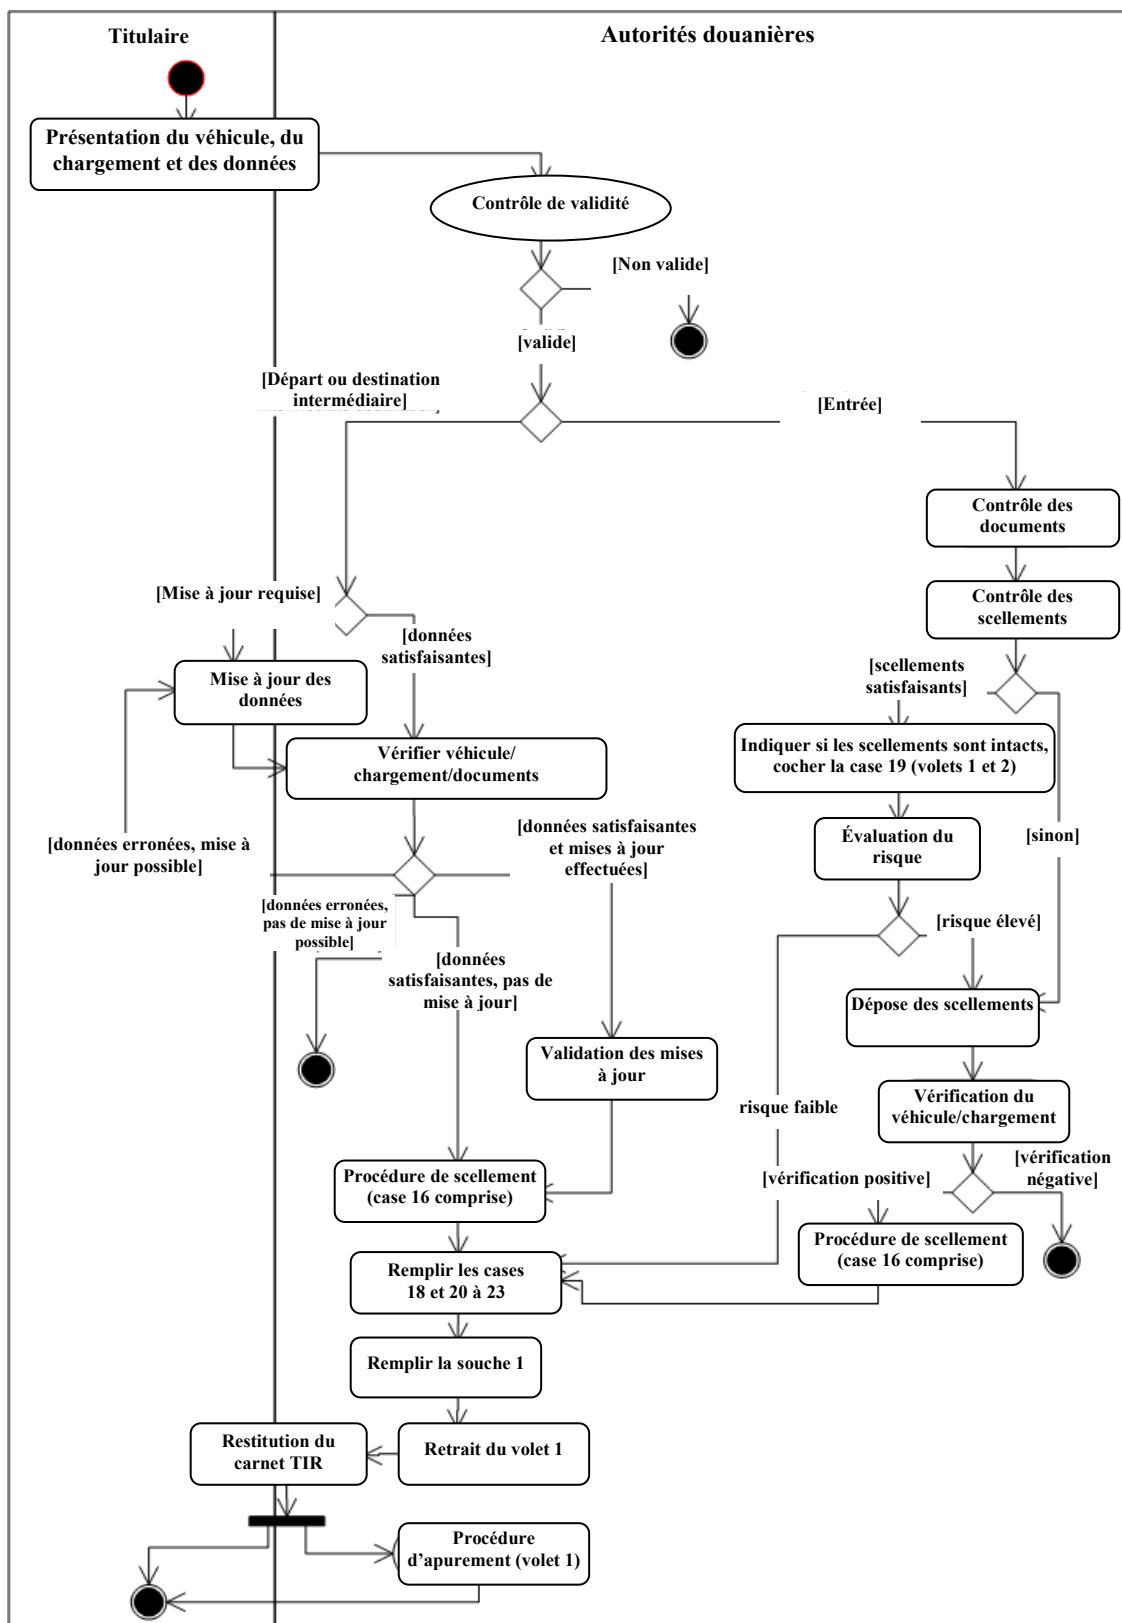 Titulaire
Autorités douanières
Présentation du véhicule, du
chargement et des données
Contrôle de validité
[Non valide]
[valide]
[Départ ou destination
intermédiaire]
[Entrée]
Contrôle des
documents
[Mise à jour requise]
Contrôle des
scellements
[données
satisfaisantes]
[scellements
satisfaisants]
Mise à jour des
données
Vérifier véhicule/
chargement/documents
Indiquer si les scellements sont intacts,
cocher la case 19 (volets 1 et 2)
[données erronées, mise à
jour possible]
[données satisfaisantes
et mises à jour
effectuées]
Évaluation du
risque
[sinon]
[données erronées,
pas de mise à jour
possible]
[risque élevé]
[données
satisfaisantes, pas de
mise à jour]
Dépose des scellements
Validation des mises
à jour
risque faible
Vérification du
véhicule/chargement
[vérification positive]
[vérification
négative]
Procédure de scellement
(case 16 comprise)
Procédure de scellement
(case 16 comprise)
Remplir les cases
18 et 20 à 23
Remplir la souche 1
Restitution du
carnet TIR
Retrait du volet 1
Procédure
d'apurement (volet 1)